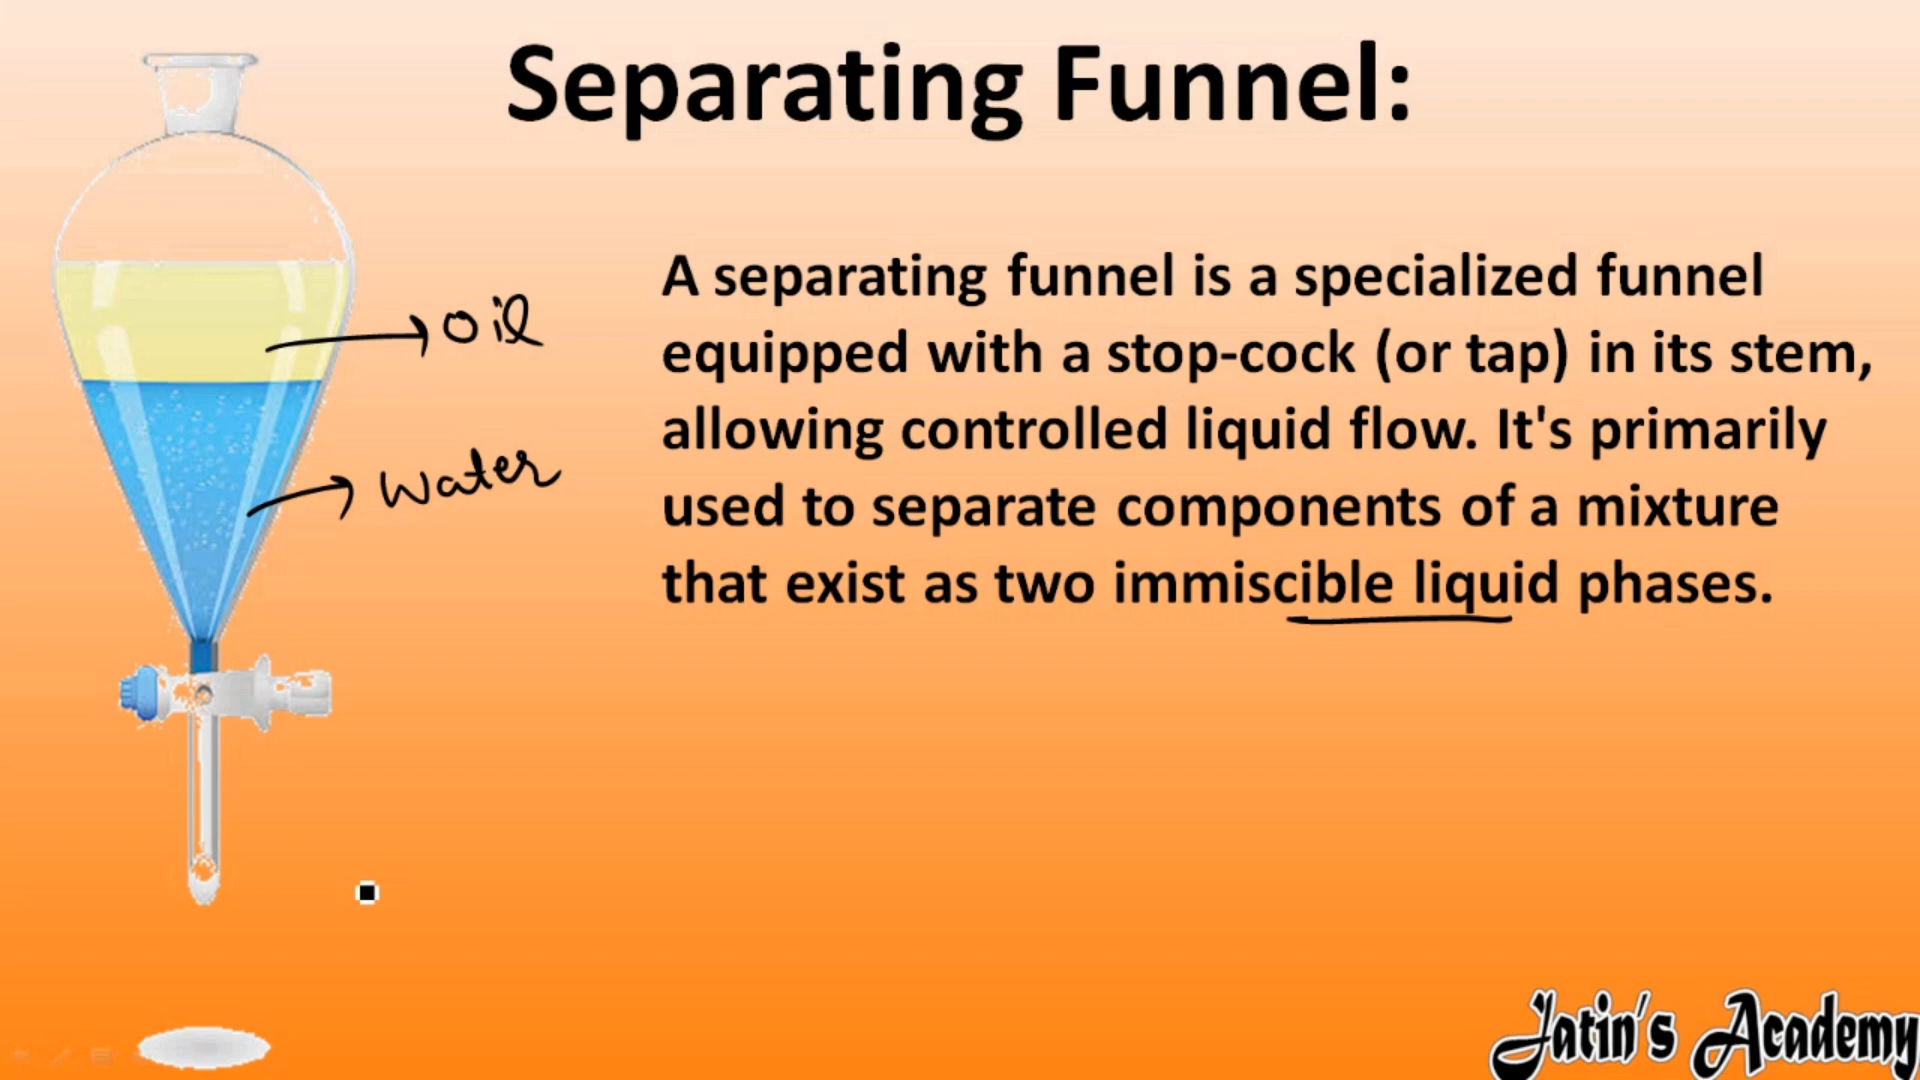 Separating Funnel:
A separating funnel is a specialized funnel
equipped with a stop-cock (or tap) in its stem,
allowing controlled liquid flow. It's primarily
used to separate components of a mixture
that exist as two immiscible liquid phases.
Oil
Water
Jatin's Academy